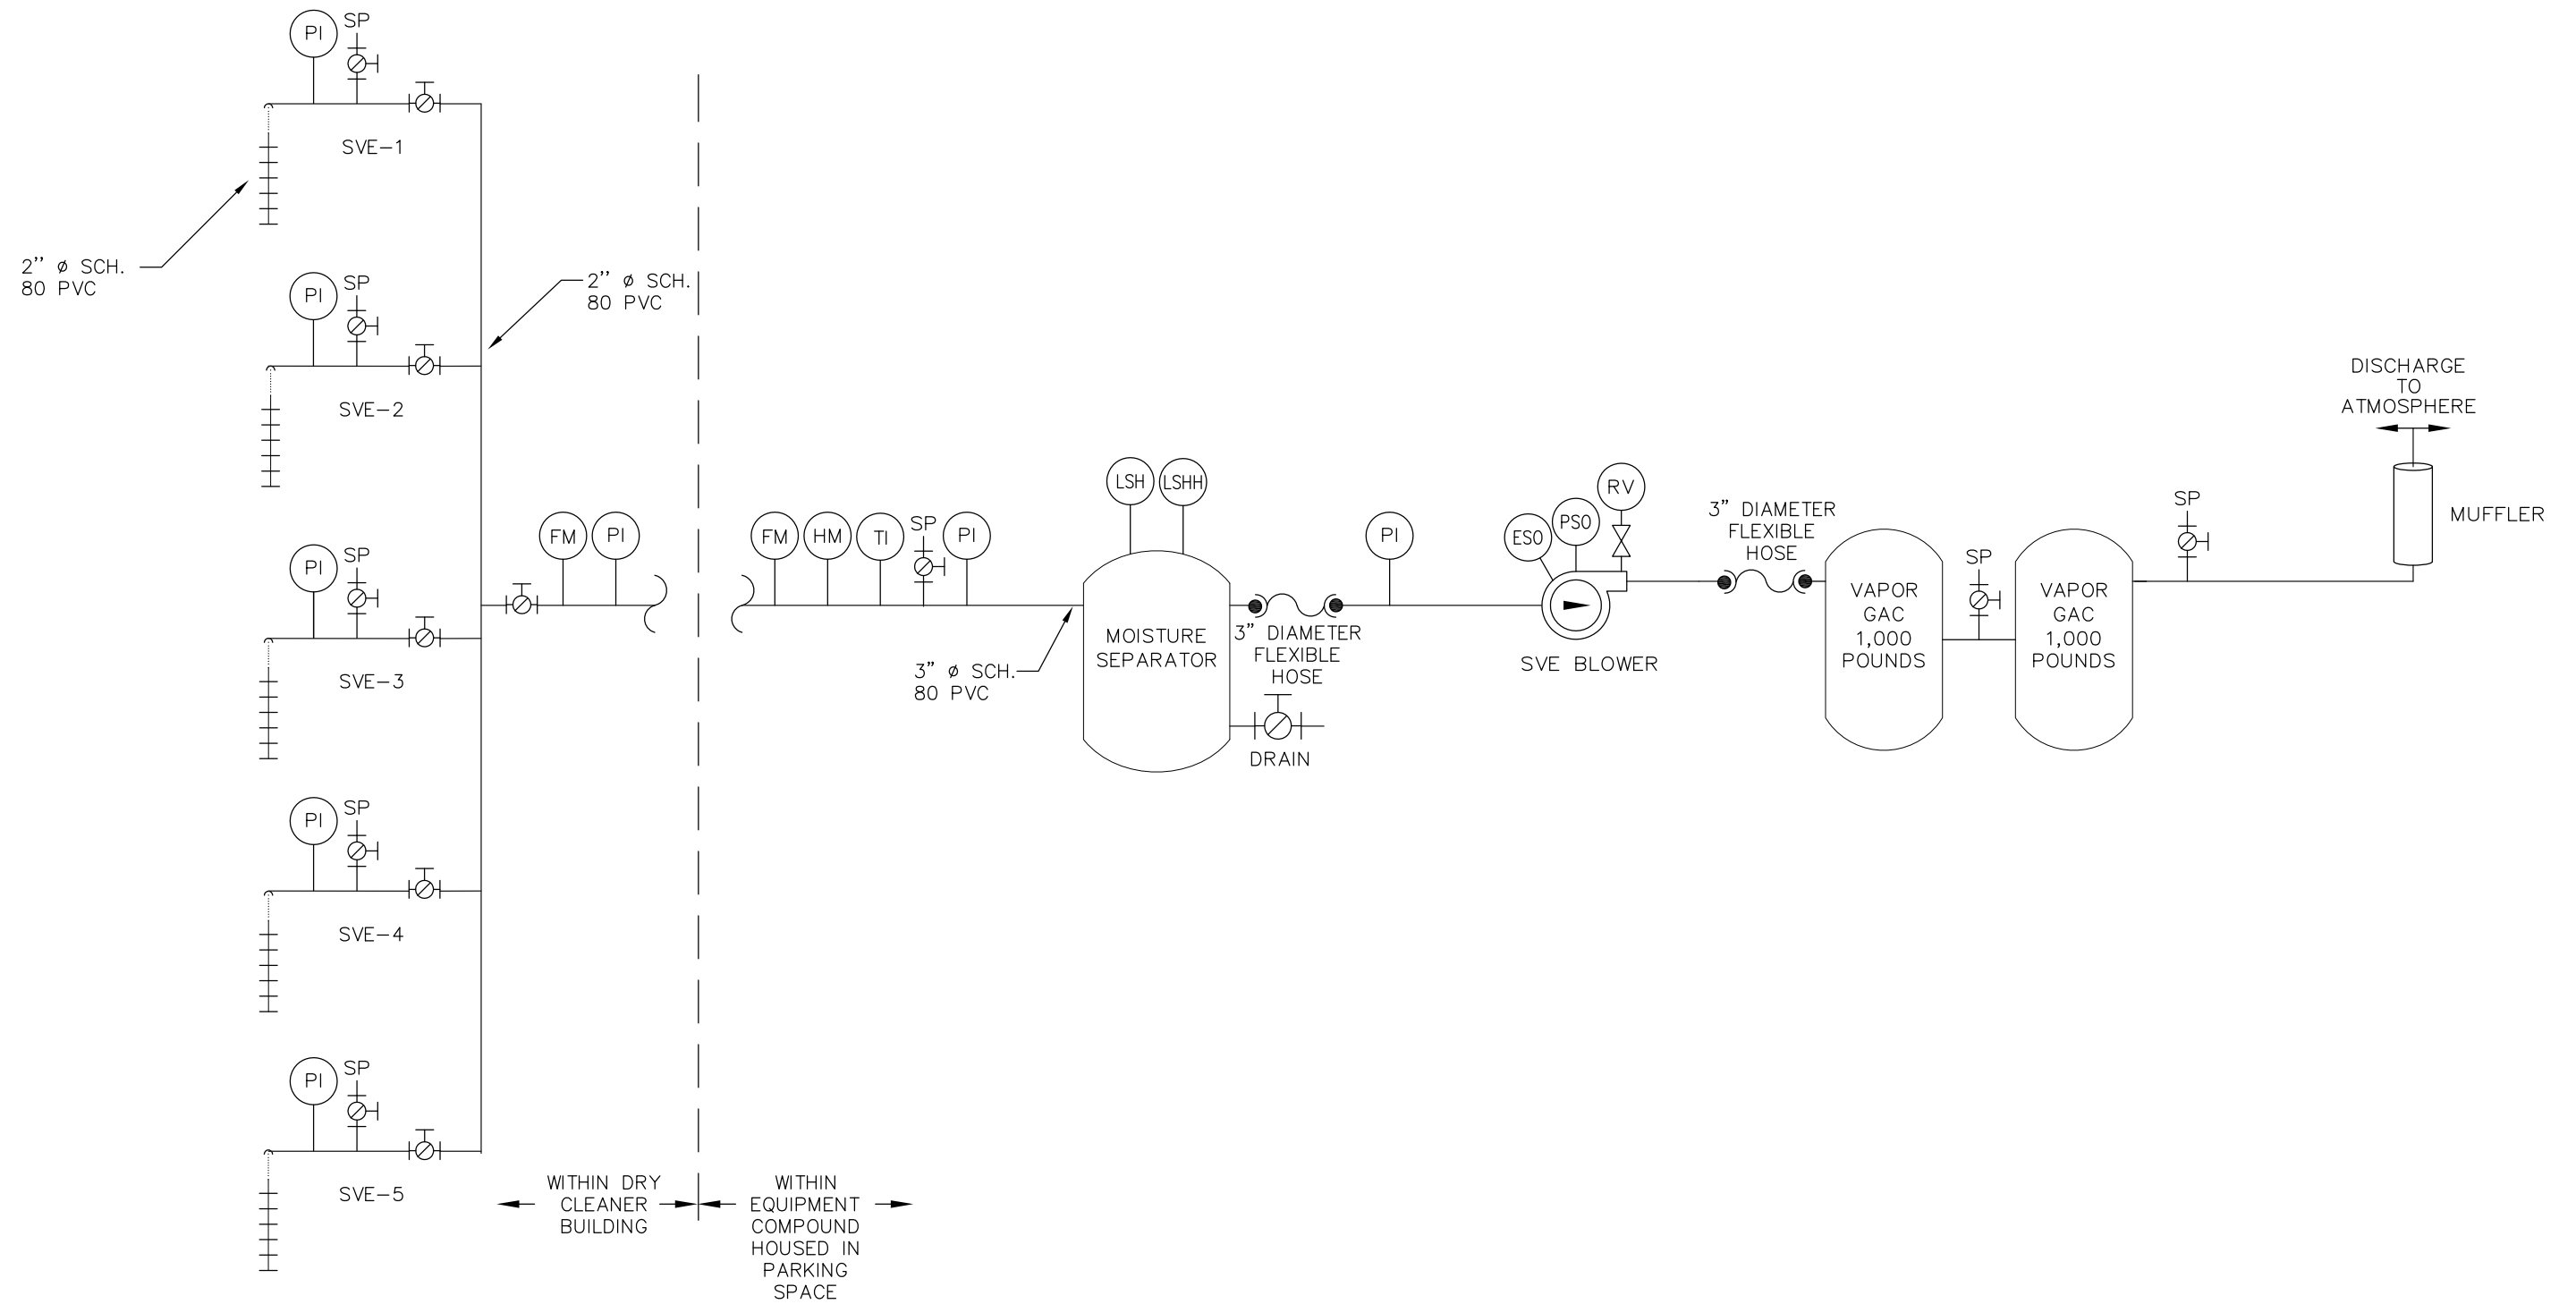 PI
SP
SVE-1
2'' ø SCH.
80 PVC
PI
SP
SVE-2
2'' ø SCH.
80 PVC
PI
SP
SVE-3
PI
SP
SVE-4
PI
SP
SVE-5
FM
PI
WITHIN DRY
CLEANER
BUILDING
WITHIN
EQUIPMENT
COMPOUND
HOUSED IN
PARKING
SPACE
FM
HM
TI
SP
PI
3" ø SCH.
80 PVC
LSH
LSHH
MOISTURE
SEPARATOR
3" DIAMETER
FLEXIBLE
HOSE
DRAIN
PI
ESO
PSO
RV
SVE BLOWER
3" DIAMETER
FLEXIBLE
HOSE
VAPOR
GAC
1,000
POUNDS
SP
VAPOR
GAC
1,000
POUNDS
SP
DISCHARGE
TO
ATMOSPHERE
MUFFLER